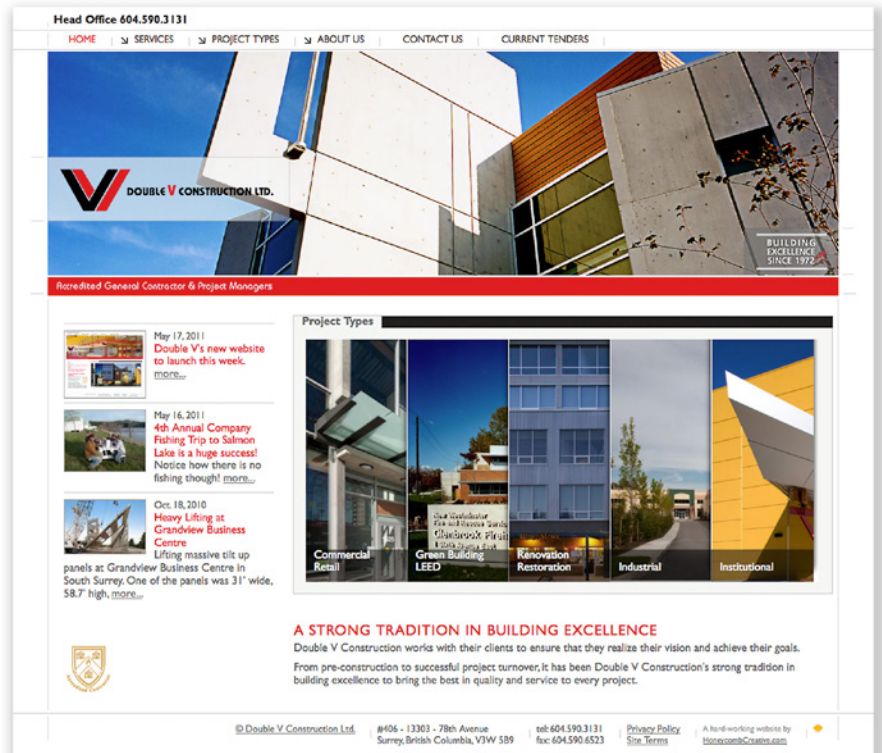 Head Office 604.590.3131
HOME SERVICES PROJECT TYPES ABOUT US CONTACT US CURRENT TENDERS
DOUBLE V CONSTRUCTION LTD.
BUILDING
EXCELLENCE
SINCE 1972
Accredited General Contractor & Project Managers
May 17, 2011
Double V's new website
to launch this week.
more...
May 16, 2011
4th Annual Company
Fishing Trip to Salmon
Lake is a huge success!
Notice how there is no
fishing though! more...
Oct. 18, 2010
Heavy Lifting at
Grandview Business
Centre
Lifting massive tilt up
panels at Grandview Business Centre in
South Surrey. One of the panels was 31' wide,
58.7' high, more...
Project Types
New Westminster
Fire and Rescue
Glenbrook
Commercial
Retail
Green Building
LEED
Renovation
Restoration
Industrial
Institutional
A STRONG TRADITION IN BUILDING EXCELLENCE
Double V Construction works with their clients to ensure that they realize their vision and achieve their goals.
From pre-construction to successful project turnover, it has been Double V Construction's strong tradition in
building excellence to bring the best in quality and service to every project.
© Double V Construction Ltd.
#406 - 13303 - 78th Avenue
Surrey, British Columbia, V3W 5B9
tel: 604.590.3131
fax: 604.590.6523
Privacy Policy
Site Terms
A hard-working website by
HoneycombCreative.com